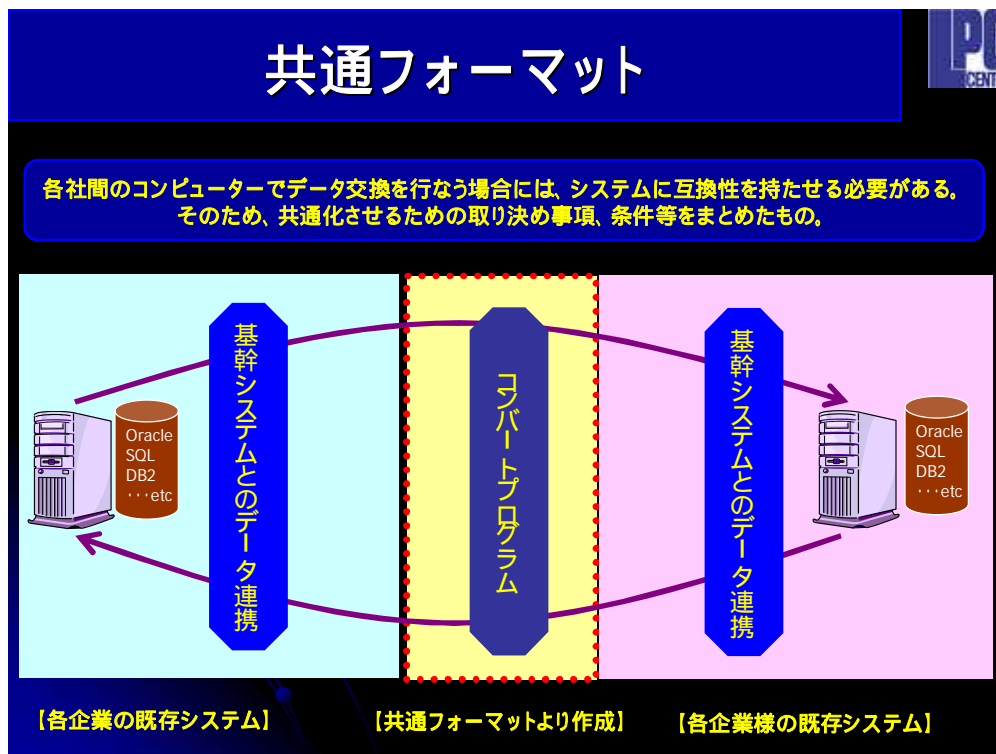 共通フォーマット
PC
CENT
各社間のコンピューターでデータ交換を行なう場合には、システムに互換性を持たせる必要がある。
そのため、共通化させるための取り決め事項、条件等をまとめたもの。
基幹システムとのデータ連携
コンバートプログラム
基幹システムとのデータ連携
Oracle
SQL
DB2
・・・etc
Oracle
SQL
DB2
・・・etc
【各企業の既存システム】
【共通フォーマットより作成】
【各企業様の既存システム】